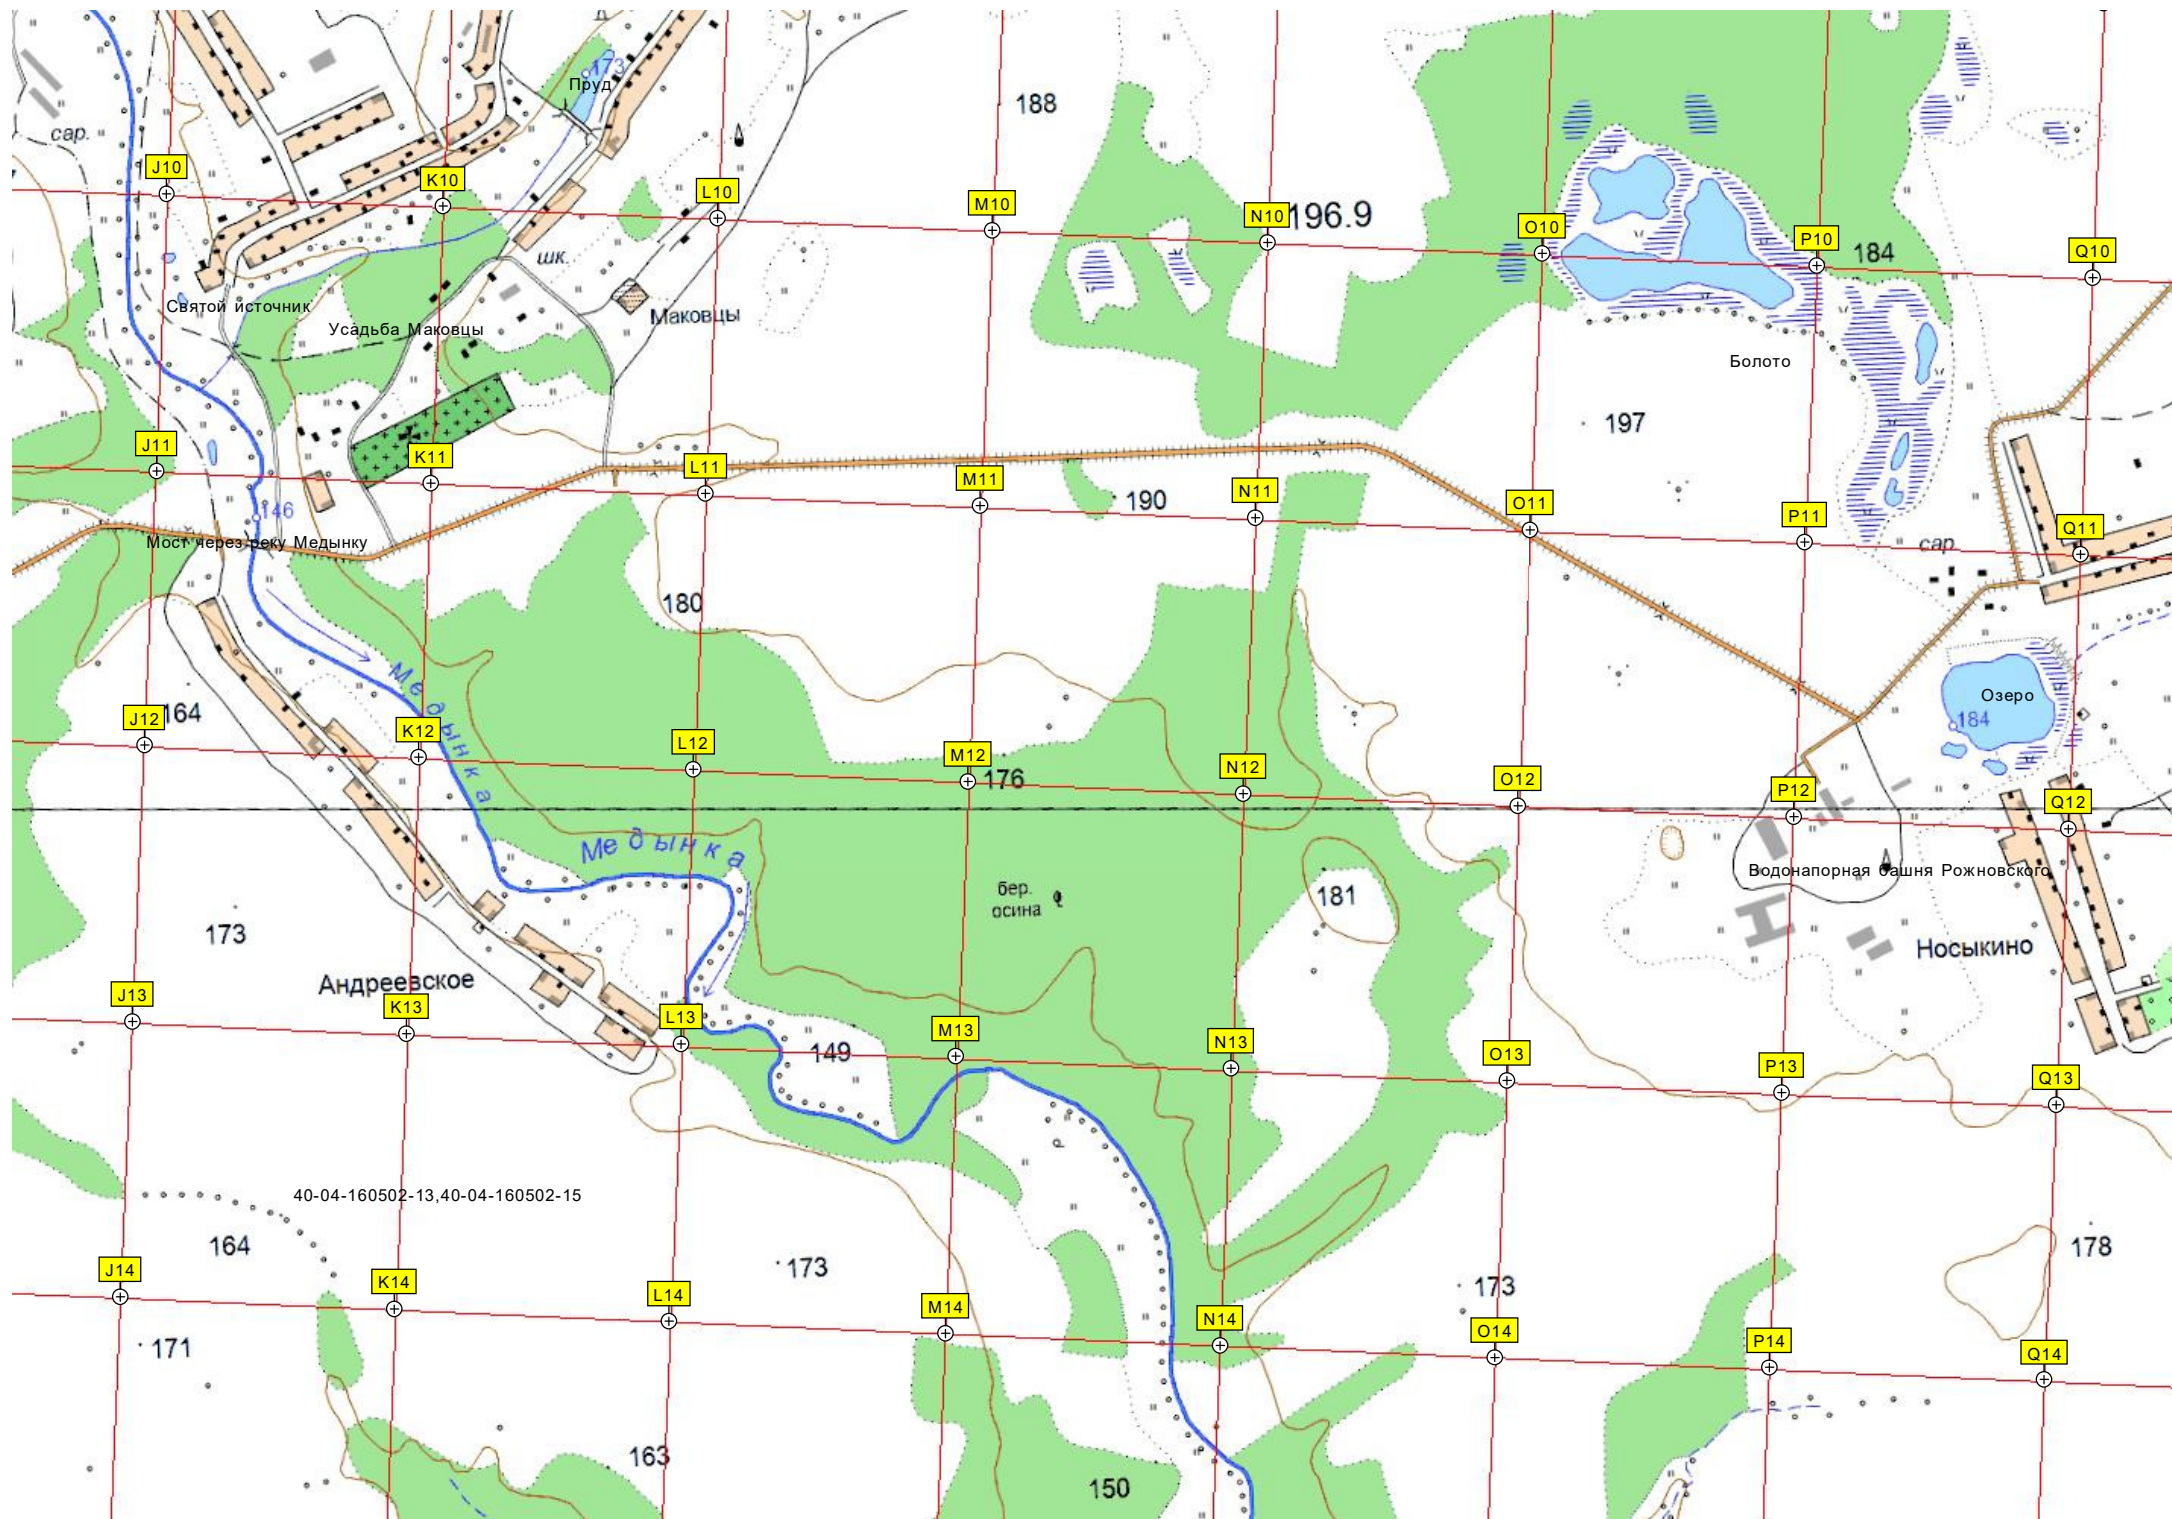 173
Пруд
188
сар.
J10
K10
L10
M10
N10
196.9
O10
P10
184
Q10
шк.
Святой источник
Усадьба Маковцы
Маковцы
Болото
197
J11
K11
L11
M11
190
N11
O11
P11
Q11
146
Мост через реку Медынку
сар
180
Медынка
Озеро
184
164
J12
K12
L12
M12
176
N12
O12
P12
Q12
Медынка
бер.
осина
181
Водонапорная башня Рожновского
173
Носыкино
Андреевское
J13
K13
L13
M13
149
N13
O13
P13
Q13
40-04-160502-13,40-04-160502-15
164
173
173
178
J14
K14
L14
M14
N14
O14
P14
Q14
171
163
150